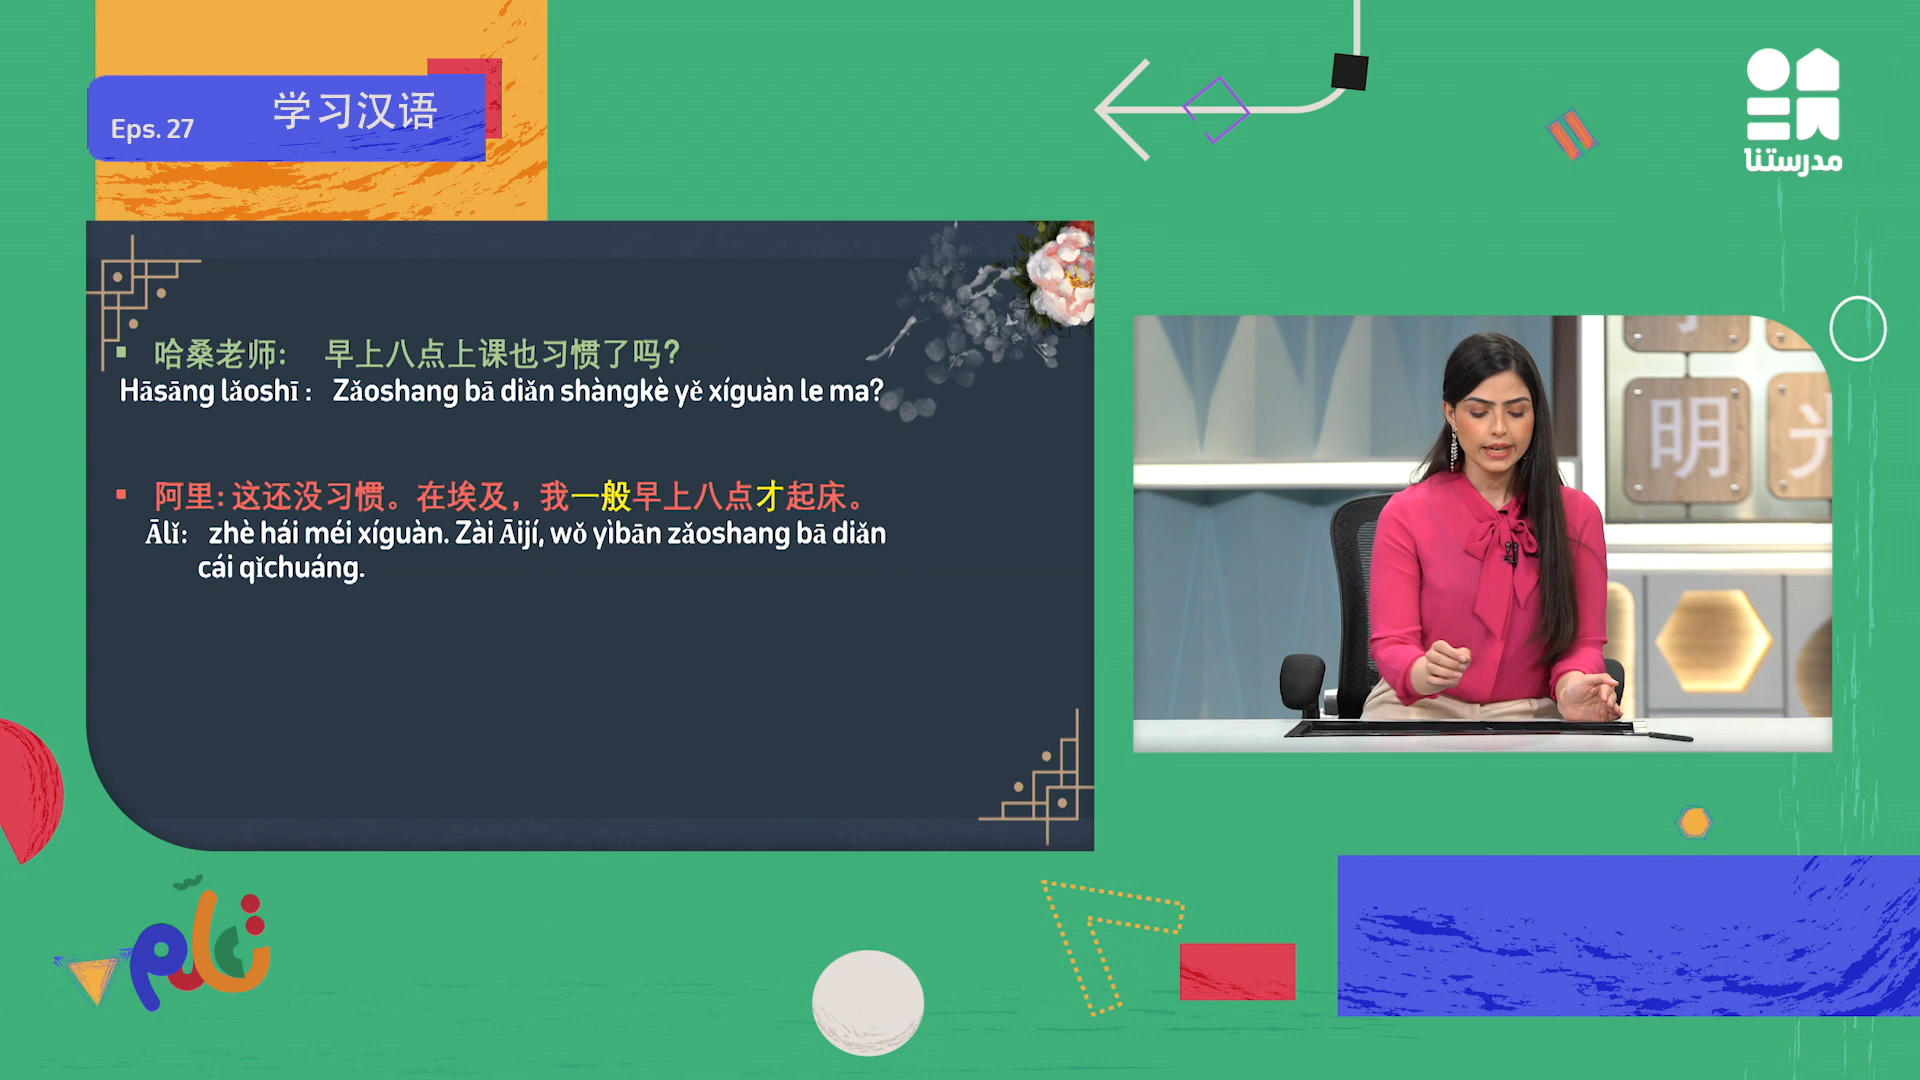 学习汉语
Eps. 27
مدرستنا
哈桑老师: 早上八点上课也习惯了吗?
Hāsāng lǎoshī : Zǎoshang bā diǎn shàngkè yě xíguàn le ma?
阿里: 这还没习惯。在埃及，我一般早上八点才起床。
Ālǐ: zhè hái méi xíguàn. Zài Āijí, wǒ yìbān zǎoshang bā diǎn
cái qǐchuáng.
明
光